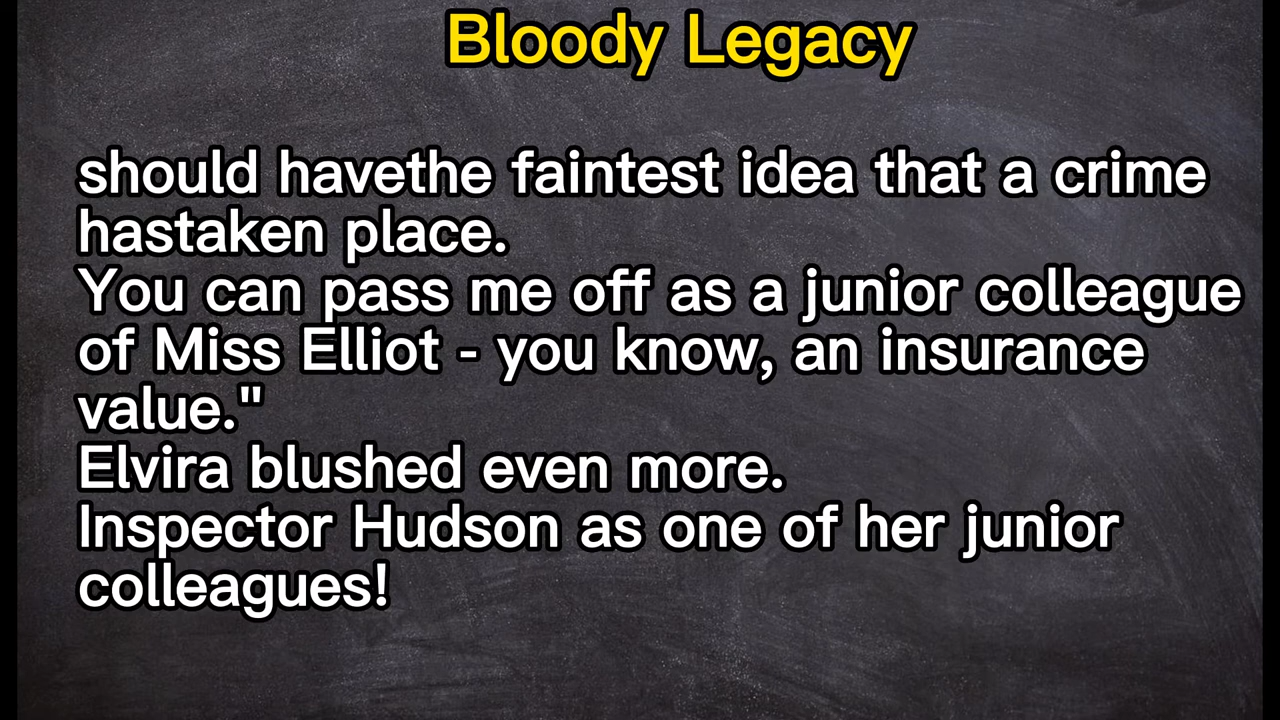 Bloody Legacy
should havethe faintest idea that a crime
hastaken place.
You can pass me off as a junior colleague
of Miss Elliot - you know, an insurance
value."
Elvira blushed even more.
Inspector Hudson as one of her junior
colleagues!